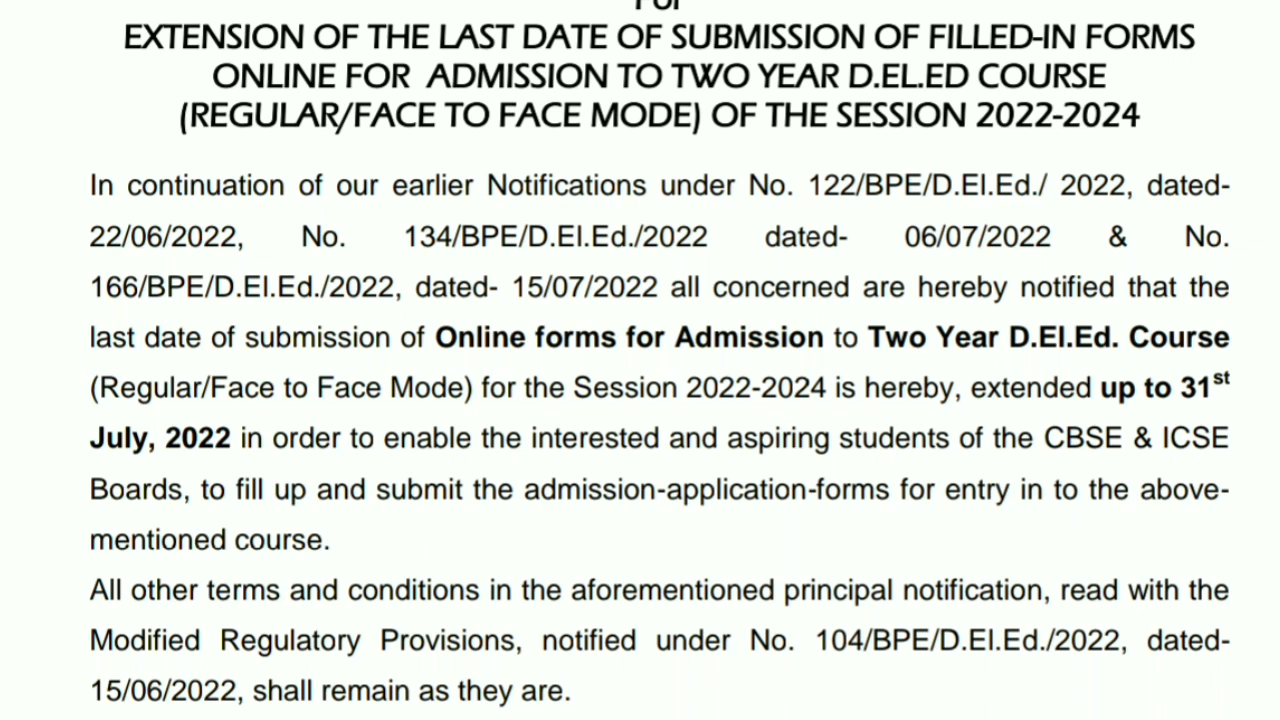 For
EXTENSION OF THE LAST DATE OF SUBMISSION OF FILLED-IN FORMS
ONLINE FOR ADMISSION TO TWO YEAR D.EL.ED COURSE
(REGULAR/FACE TO FACE MODE) OF THE SESSION 2022-2024
In continuation of our earlier Notifications under No. 122/BPE/D.El.Ed./ 2022, dated-
22/06/2022, No. 134/BPE/D.El.Ed./2022 dated- 06/07/2022 & No.
166/BPE/D.El.Ed./2022, dated- 15/07/2022 all concerned are hereby notified that the
last date of submission of Online forms for Admission to Two Year D.El.Ed. Course
(Regular/Face to Face Mode) for the Session 2022-2024 is hereby, extended up to 31st
July, 2022 in order to enable the interested and aspiring students of the CBSE & ICSE
Boards, to fill up and submit the admission-application-forms for entry in to the above-
mentioned course.
All other terms and conditions in the aforementioned principal notification, read with the
Modified Regulatory Provisions, notified under No. 104/BPE/D.El.Ed./2022, dated-
15/06/2022, shall remain as they are.